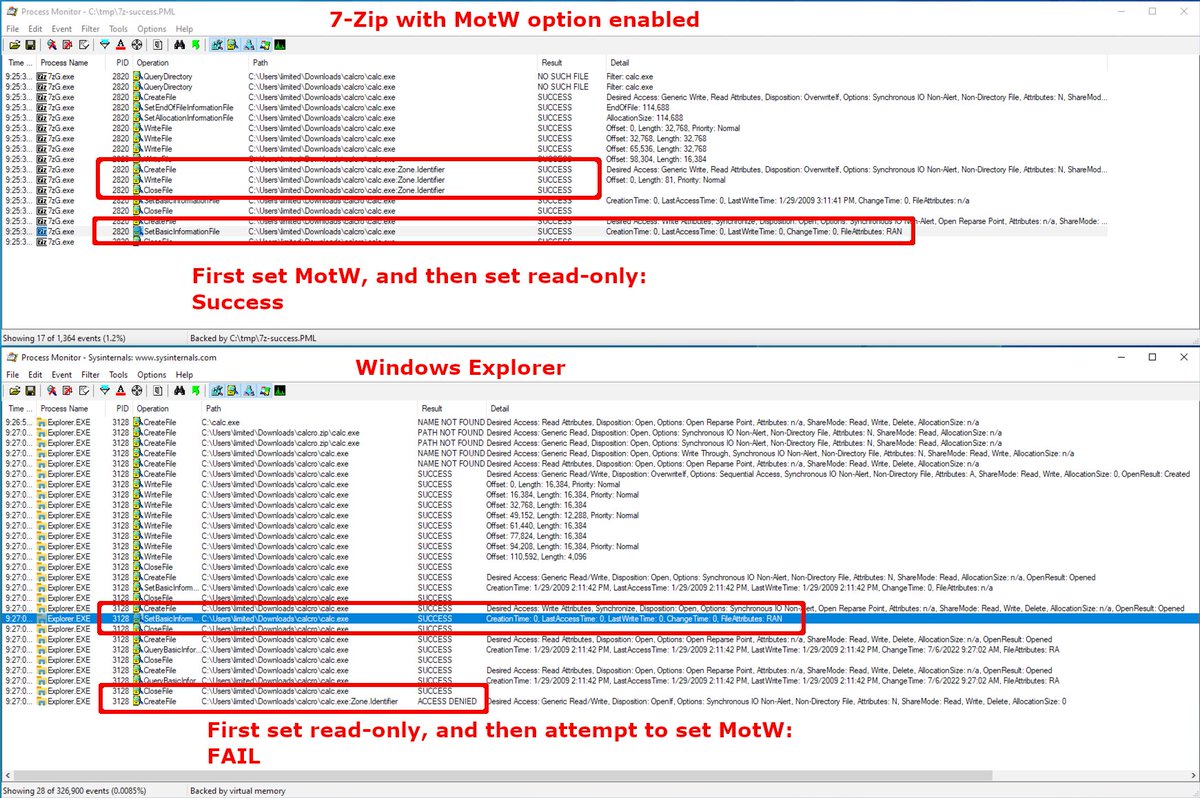 Process Monitor - C:\tmp\7z-success.PML
7-Zip with MotW option enabled
File Edit Event Filter Tools Options Help
Time ... Process Name PID Operation Path Result Detail
9:25:3... 7zG.exe 2820 QueryDirectory C:\Users\limited\Downloads\calcro\calc.exe NO SUCH FILE Filter: calc.exe
9:25:3... 7zG.exe 2820 QueryDirectory C:\Users\limited\Downloads\calcro\calc.exe NO SUCH FILE Filter: calc.exe
9:25:3... 7zG.exe 2820 CreateFile C:\Users\limited\Downloads\calcro\calc.exe SUCCESS Desired Access: Generic Write, Read Attributes, Disposition: OverwriteIf, Options: Synchronous IO Non-Alert, Non-Directory File, Attributes: N, ShareMod...
9:25:3... 7zG.exe 2820 SetEndOfFileInformationFile C:\Users\limited\Downloads\calcro\calc.exe SUCCESS EndOfFile: 114,688
9:25:3... 7zG.exe 2820 SetAllocationInformationFile C:\Users\limited\Downloads\calcro\calc.exe SUCCESS AllocationSize: 114,688
9:25:3... 7zG.exe 2820 WriteFile C:\Users\limited\Downloads\calcro\calc.exe SUCCESS Offset: 0, Length: 32,768, Priority: Normal
9:25:3... 7zG.exe 2820 WriteFile C:\Users\limited\Downloads\calcro\calc.exe SUCCESS Offset: 32,768, Length: 32,768
9:25:3... 7zG.exe 2820 WriteFile C:\Users\limited\Downloads\calcro\calc.exe SUCCESS Offset: 65,536, Length: 32,768
9:25:3... 7zG.exe 2820 WriteFile C:\Users\limited\Downloads\calcro\calc.exe SUCCESS Offset: 98,304, Length: 16,384
9:25:3... 7zG.exe 2820 CreateFile C:\Users\limited\Downloads\calcro\calc.exe:Zone.Identifier SUCCESS Desired Access: Generic Write, Read Attributes, Disposition: OverwriteIf, Options: Synchronous IO Non-Alert, Non-Directory File, Attributes: N, ShareMod...
9:25:3... 7zG.exe 2820 WriteFile C:\Users\limited\Downloads\calcro\calc.exe:Zone.Identifier SUCCESS Offset: 0, Length: 81, Priority: Normal
9:25:3... 7zG.exe 2820 CloseFile C:\Users\limited\Downloads\calcro\calc.exe:Zone.Identifier SUCCESS
9:25:3... 7zG.exe 2820 SetBasicInformationFile C:\Users\limited\Downloads\calcro\calc.exe SUCCESS CreationTime: 0, LastAccessTime: 0, LastWriteTime: 1/29/2009 3:11:41 PM, ChangeTime: 0, FileAttributes: n/a
9:25:3... 7zG.exe 2820 CloseFile C:\Users\limited\Downloads\calcro\calc.exe SUCCESS
9:25:3... 7zG.exe 2820 CreateFile C:\Users\limited\Downloads\calcro\calc.exe SUCCESS Desired Access: Write Attributes, Synchronize, Disposition: Open, Options: Synchronous IO Non-Alert, Open Reparse Point, Attributes: n/a, ShareMode: ...
9:25:3... 7zG.exe 2820 SetBasicInformationFile C:\Users\limited\Downloads\calcro\calc.exe SUCCESS CreationTime: 0, LastAccessTime: 0, LastWriteTime: 0, ChangeTime: 0, FileAttributes: RAN
9:25:3... 7zG.exe 2820 CloseFile C:\Users\limited\Downloads\calcro\calc.exe SUCCESS
First set MotW, and then set read-only:
Success
Showing 17 of 1,364 events (1.2%) Backed by C:\tmp\7z-success.PML
Process Monitor - Sysinternals: www.sysinternals.com
Windows Explorer
File Edit Event Filter Tools Options Help
Time ... Process Name PID Operation Path Result Detail
9:26:5... Explorer.EXE 3128 CreateFile C:\calc.exe NAME NOT FOUND Desired Access: Read Attributes, Disposition: Open, Options: Open Reparse Point, Attributes: n/a, ShareMode: Read, Write, Delete, AllocationSize: n/a
9:27:0... Explorer.EXE 3128 CreateFile C:\Users\limited\Downloads\calcro.zip\calc.exe PATH NOT FOUND Desired Access: Generic Read, Disposition: Open, Options: Synchronous IO Non-Alert, Non-Directory File, Attributes: N, ShareMode: Read, AllocationSize: n/a
9:27:0... Explorer.EXE 3128 CreateFile C:\Users\limited\Downloads\calcro.zip\calc.exe PATH NOT FOUND Desired Access: Generic Read, Disposition: Open, Options: Synchronous IO Non-Alert, Non-Directory File, Attributes: N, ShareMode: Read, AllocationSize: n/a
9:27:0... Explorer.EXE 3128 CreateFile C:\Users\limited\Downloads\calcro\calc.exe NAME NOT FOUND Desired Access: Generic Read, Disposition: Open, Options: Write Through, Synchronous IO Non-Alert, Non-Directory File, Attributes: N, ShareMode: Read, Write, AllocationSize: n/a
9:27:0... Explorer.EXE 3128 CreateFile C:\Users\limited\Downloads\calcro\calc.exe NAME NOT FOUND Desired Access: Read Attributes, Disposition: Open, Options: Open Reparse Point, Attributes: n/a, ShareMode: Read, Write, Delete, AllocationSize: n/a
9:27:0... Explorer.EXE 3128 CreateFile C:\Users\limited\Downloads\calcro\calc.exe SUCCESS Desired Access: Generic Read/Write, Disposition: OverwriteIf, Options: Sequential Access, Synchronous IO Non-Alert, Non-Directory File, Attributes: A, ShareMode: Read, Write, AllocationSize: 0, OpenResult: Created
9:27:0... Explorer.EXE 3128 WriteFile C:\Users\limited\Downloads\calcro\calc.exe SUCCESS Offset: 0, Length: 16,384, Priority: Normal
9:27:0... Explorer.EXE 3128 WriteFile C:\Users\limited\Downloads\calcro\calc.exe SUCCESS Offset: 16,384, Length: 16,384, Priority: Normal
9:27:0... Explorer.EXE 3128 WriteFile C:\Users\limited\Downloads\calcro\calc.exe SUCCESS Offset: 32,768, Length: 16,384
9:27:0... Explorer.EXE 3128 WriteFile C:\Users\limited\Downloads\calcro\calc.exe SUCCESS Offset: 49,152, Length: 12,288, Priority: Normal
9:27:0... Explorer.EXE 3128 WriteFile C:\Users\limited\Downloads\calcro\calc.exe SUCCESS Offset: 61,440, Length: 16,384
9:27:0... Explorer.EXE 3128 WriteFile C:\Users\limited\Downloads\calcro\calc.exe SUCCESS Offset: 77,824, Length: 16,384
9:27:0... Explorer.EXE 3128 WriteFile C:\Users\limited\Downloads\calcro\calc.exe SUCCESS Offset: 94,208, Length: 16,384, Priority: Normal
9:27:0... Explorer.EXE 3128 WriteFile C:\Users\limited\Downloads\calcro\calc.exe SUCCESS Offset: 110,592, Length: 4,096
9:27:0... Explorer.EXE 3128 CloseFile C:\Users\limited\Downloads\calcro\calc.exe SUCCESS
9:27:0... Explorer.EXE 3128 CreateFile C:\Users\limited\Downloads\calcro\calc.exe SUCCESS Desired Access: Generic Read/Write, Disposition: Open, Options: Synchronous IO Non-Alert, Non-Directory File, Attributes: N, ShareMode: Read, AllocationSize: n/a, OpenResult: Opened
9:27:0... Explorer.EXE 3128 SetBasicInform... C:\Users\limited\Downloads\calcro\calc.exe SUCCESS CreationTime: 1/29/2009 2:11:42 PM, LastAccessTime: 1/29/2009 2:11:42 PM, LastWriteTime: 1/29/2009 2:11:42 PM, ChangeTime: 0, FileAttributes: n/a
9:27:0... Explorer.EXE 3128 CloseFile C:\Users\limited\Downloads\calcro\calc.exe SUCCESS
9:27:0... Explorer.EXE 3128 CreateFile C:\Users\limited\Downloads\calcro\calc.exe SUCCESS Desired Access: Write Attributes, Synchronize, Disposition: Open, Options: Synchronous IO Non-Alert, Open Reparse Point, Attributes: n/a, ShareMode: Read, Write, Delete, AllocationSize: n/a, OpenResult: Opened
9:27:0... Explorer.EXE 3128 SetBasicInform... C:\Users\limited\Downloads\calcro\calc.exe SUCCESS CreationTime: 0, LastAccessTime: 0, LastWriteTime: 0, ChangeTime: 0, FileAttributes: RAN
9:27:0... Explorer.EXE 3128 CloseFile C:\Users\limited\Downloads\calcro\calc.exe SUCCESS
9:27:0... Explorer.EXE 3128 CreateFile C:\Users\limited\Downloads\calcro\calc.exe SUCCESS Desired Access: Read Attributes, Disposition: Open, Options: Open Reparse Point, Attributes: n/a, ShareMode: Read, Write, Delete, AllocationSize: n/a, OpenResult: Opened
9:27:0... Explorer.EXE 3128 QueryBasicInfor... C:\Users\limited\Downloads\calcro\calc.exe SUCCESS CreationTime: 1/29/2009 2:11:42 PM, LastAccessTime: 1/29/2009 2:11:42 PM, LastWriteTime: 1/29/2009 2:11:42 PM, ChangeTime: 7/6/2022 9:27:02 AM, FileAttributes: RA
9:27:0... Explorer.EXE 3128 CloseFile C:\Users\limited\Downloads\calcro\calc.exe SUCCESS
9:27:0... Explorer.EXE 3128 CreateFile C:\Users\limited\Downloads\calcro\calc.exe SUCCESS Desired Access: Read Attributes, Disposition: Open, Options: Open Reparse Point, Attributes: n/a, ShareMode: Read, Write, Delete, AllocationSize: n/a, OpenResult: Opened
9:27:0... Explorer.EXE 3128 QueryBasicInfor... C:\Users\limited\Downloads\calcro\calc.exe SUCCESS CreationTime: 1/29/2009 2:11:42 PM, LastAccessTime: 1/29/2009 2:11:42 PM, LastWriteTime: 1/29/2009 2:11:42 PM, ChangeTime: 7/6/2022 9:27:02 AM, FileAttributes: RA
9:27:0... Explorer.EXE 3128 CloseFile C:\Users\limited\Downloads\calcro\calc.exe SUCCESS
9:27:0... Explorer.EXE 3128 CreateFile C:\Users\limited\Downloads\calcro\calc.exe:Zone.Identifier ACCESS DENIED Desired Access: Generic Read/Write, Disposition: OpenIf, Options: Synchronous IO Non-Alert, Non-Directory File, Attributes: N, ShareMode: Read, Write, Delete, AllocationSize: 0
First set read-only, and then attempt to set MotW:
FAIL
Showing 28 of 326,900 events (0.0085%) Backed by virtual memory